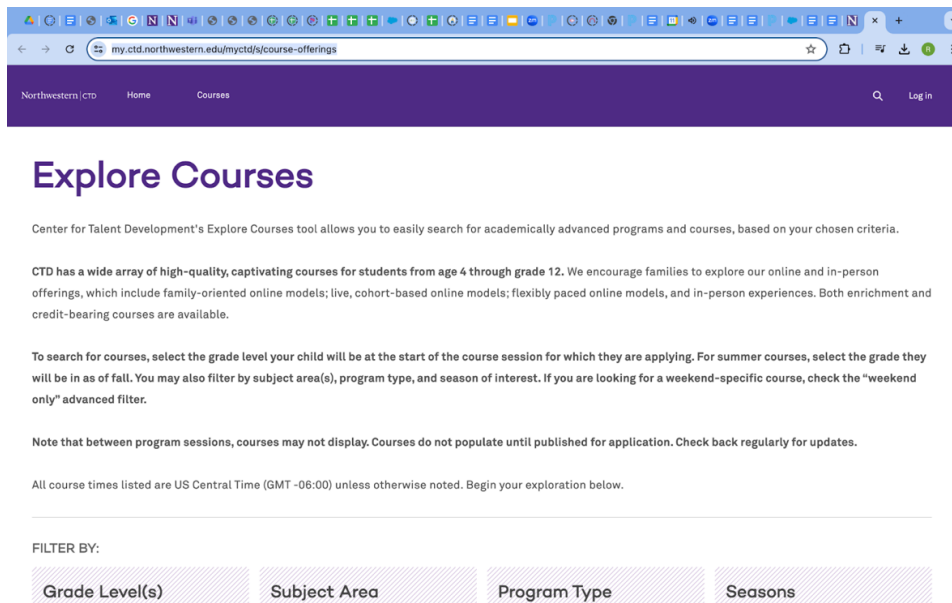 my.ctd.northwestern.edu/myctd/s/course-offerings
Northwestern | CTD Home Courses Log in
Explore Courses
Center for Talent Development's Explore Courses tool allows you to easily search for academically advanced programs and courses, based on your chosen criteria.
CTD has a wide array of high-quality, captivating courses for students from age 4 through grade 12. We encourage families to explore our online and in-person
offerings, which include family-oriented online models; live, cohort-based online models; flexibly paced online models, and in-person experiences. Both enrichment and
credit-bearing courses are available.
To search for courses, select the grade level your child will be at the start of the course session for which they are applying. For summer courses, select the grade they
will be in as of fall. You may also filter by subject area(s), program type, and season of interest. If you are looking for a weekend-specific course, check the “weekend
only” advanced filter.
Note that between program sessions, courses may not display. Courses do not populate until published for application. Check back regularly for updates.
All course times listed are US Central Time (GMT -06:00) unless otherwise noted. Begin your exploration below.
FILTER BY:
Grade Level(s) Subject Area Program Type Seasons